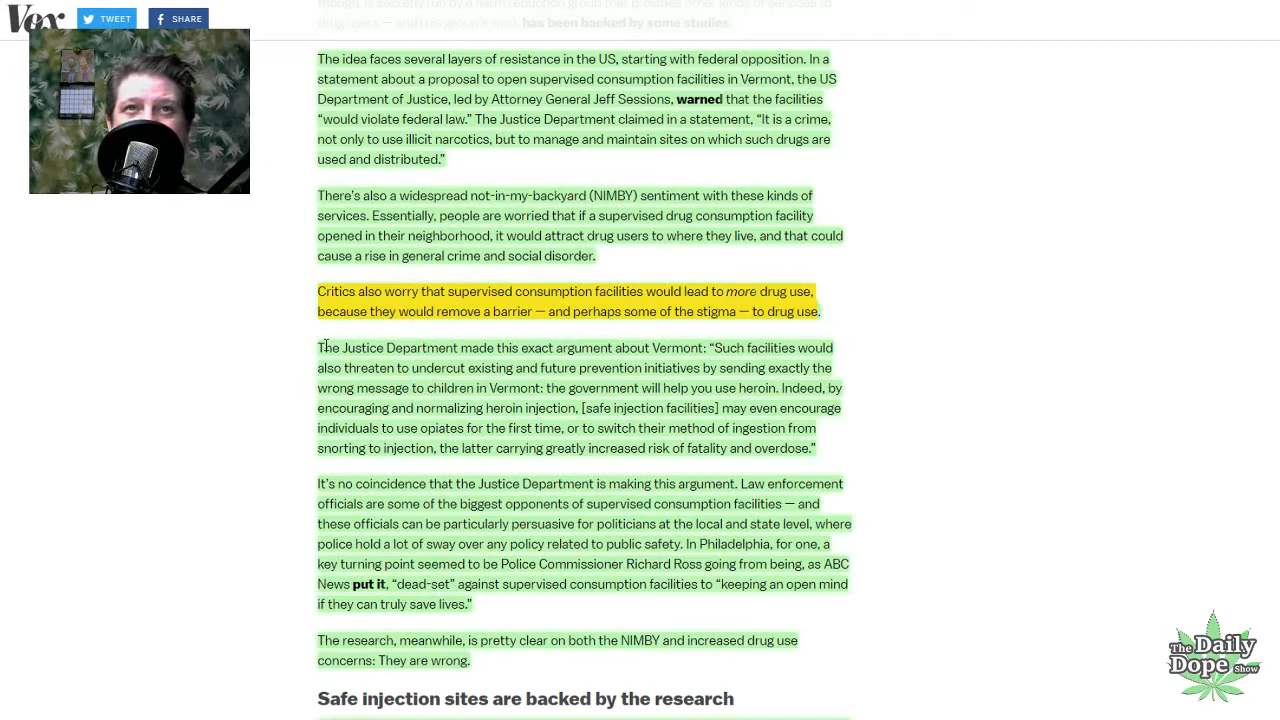 Vox
TWEET
SHARE
has been backed by some studies.
The idea faces several layers of resistance in the US, starting with federal opposition. In a
statement about a proposal to open supervised consumption facilities in Vermont, the US
Department of Justice, led by Attorney General Jeff Sessions, warned that the facilities
“would violate federal law.” The Justice Department claimed in a statement, “It is a crime,
not only to use illicit narcotics, but to manage and maintain sites on which such drugs are
used and distributed.”
There’s also a widespread not-in-my-backyard (NIMBY) sentiment with these kinds of
services. Essentially, people are worried that if a supervised drug consumption facility
opened in their neighborhood, it would attract drug users to where they live, and that could
cause a rise in general crime and social disorder.
Critics also worry that supervised consumption facilities would lead to more drug use,
because they would remove a barrier — and perhaps some of the stigma — to drug use.
The Justice Department made this exact argument about Vermont: “Such facilities would
also threaten to undercut existing and future prevention initiatives by sending exactly the
wrong message to children in Vermont: the government will help you use heroin. Indeed, by
encouraging and normalizing heroin injection, [safe injection facilities] may even encourage
individuals to use opiates for the first time, or to switch their method of ingestion from
snorting to injection, the latter carrying greatly increased risk of fatality and overdose.”
It’s no coincidence that the Justice Department is making this argument. Law enforcement
officials are some of the biggest opponents of supervised consumption facilities — and
these officials can be particularly persuasive for politicians at the local and state level, where
police hold a lot of sway over any policy related to public safety. In Philadelphia, for one, a
key turning point seemed to be Police Commissioner Richard Ross going from being, as ABC
News put it, “dead-set” against supervised consumption facilities to “keeping an open mind
if they can truly save lives.”
The research, meanwhile, is pretty clear on both the NIMBY and increased drug use
concerns: They are wrong.
Safe injection sites are backed by the research
The Daily
Dope Show